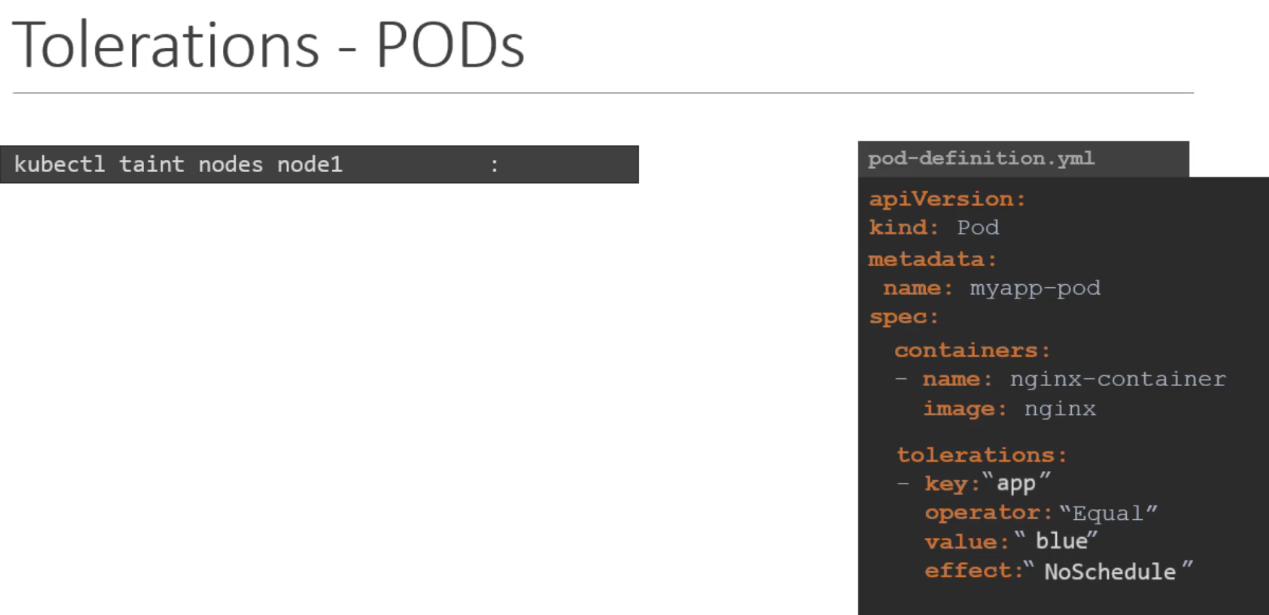 Tolerations - PODs
kubectl taint nodes node1 :
pod-definition.yml
apiVersion:
kind: Pod
metadata:
name: myapp-pod
spec:
containers:
- name: nginx-container
image: nginx
tolerations:
- key:“app”
operator:“Equal”
value:“ blue”
effect:“ NoSchedule ”